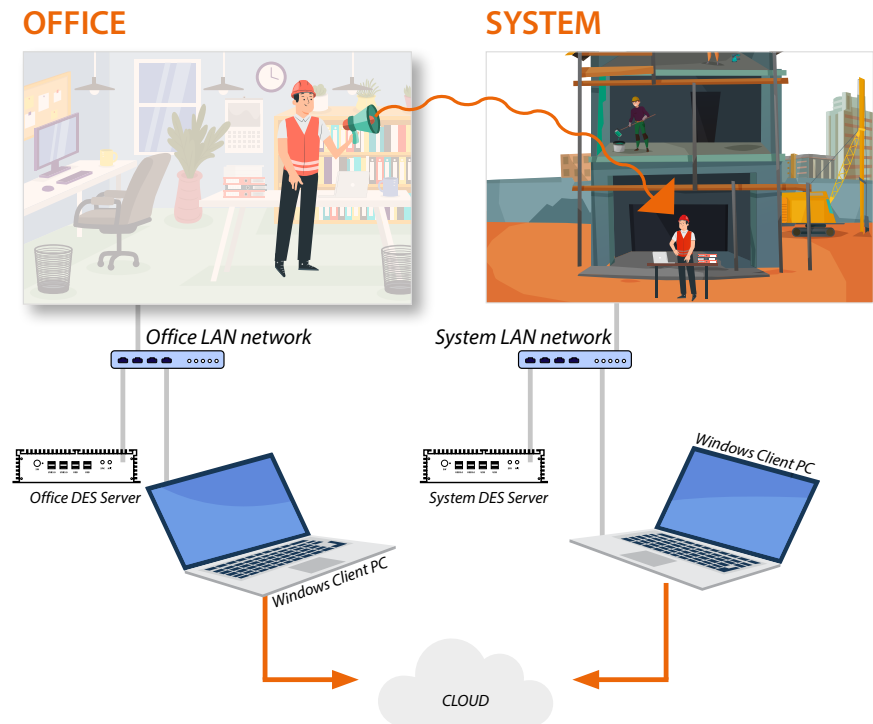 OFFICE
SYSTEM
Office LAN network
System LAN network
Office DES Server
Windows Client PC
System DES Server
Windows Client PC
CLOUD